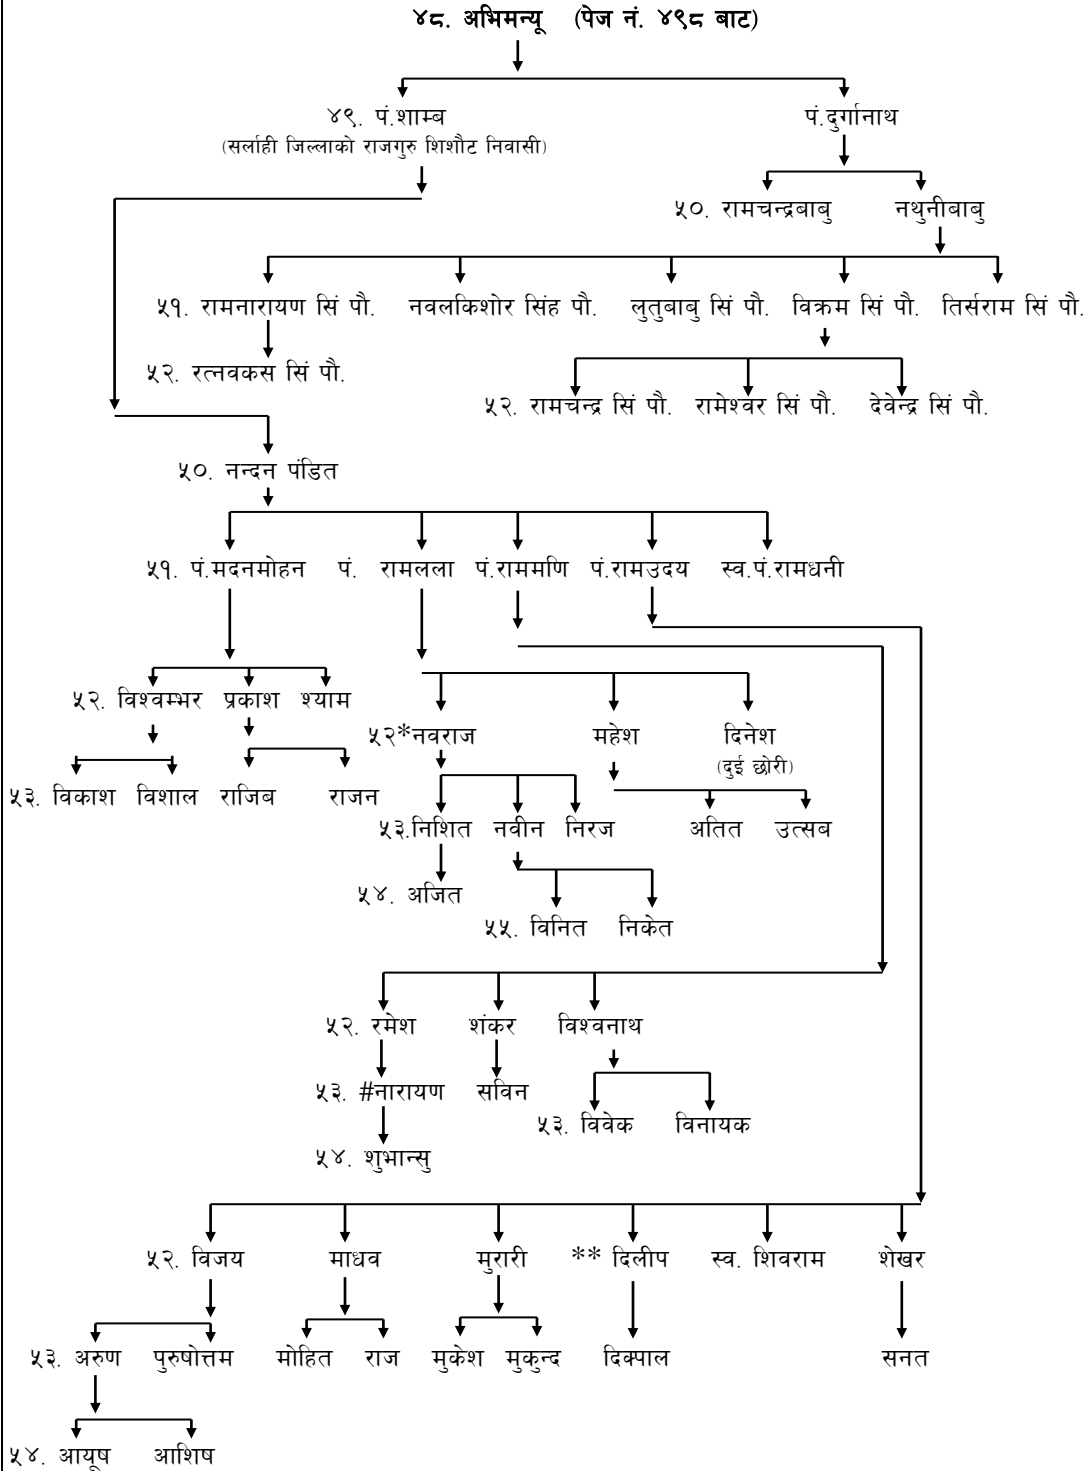 ४८. अभिमन्यू (पेज नं. ४९८ बाट)
४९. पं.शाम्ब पं.दुर्गानाथ
(सर्लाही जिल्लाको राजगुरु शिशौट निवासी)
५०. रामचन्द्रबाबु नथुनीबाबु
५१. रामनारायण सिं पौ. नवलकिशोर सिंह पौ. लुतुबाबु सिं पौ. विक्रम सिं पौ. तिर्सराम सिं पौ.
५२. रत्नवकस सिं पौ.
५२. रामचन्द्र सिं पौ. रामेश्वर सिं पौ. देवेन्द्र सिं पौ.
५०. नन्दन पंडित
५१. पं.मदनमोहन पं. रामलला पं.राममणि पं.रामउदय स्व.पं.रामधनी
५२. विश्वम्भर प्रकाश श्याम
५२*नवराज महेश दिनेश
(दुई छोरी)
५३. विकाश विशाल राजिब राजन
५३.निशित नवीन निरज अतित उत्सब
५४. अजित
५५. विनित निकेत
५२. रमेश शंकर विश्वनाथ
५३. #नारायण सविन
५३. विवेक विनायक
५४. शुभान्सु
५२. विजय माधव मुरारी ** दिलीप स्व. शिवराम शेखर
५३. अरुण पुरुषोत्तम मोहित राज मुकेश मुकुन्द दिक्पाल सनत
५४. आयूष आशिष